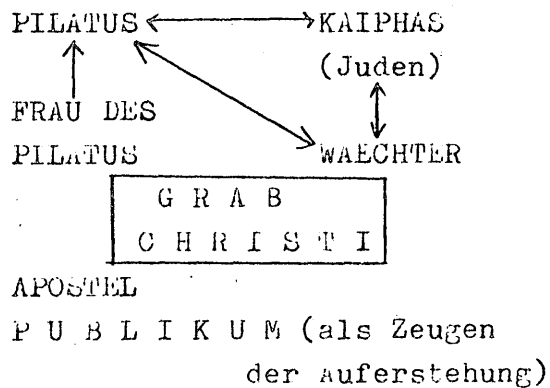 PILATUS KAIPHAS
(Juden)
FRAU DES
PILATUS WAECHTER
G R A B
C H R I S T I
APOSTEL
P U B L I K U M (als Zeugen
der Auferstehung)